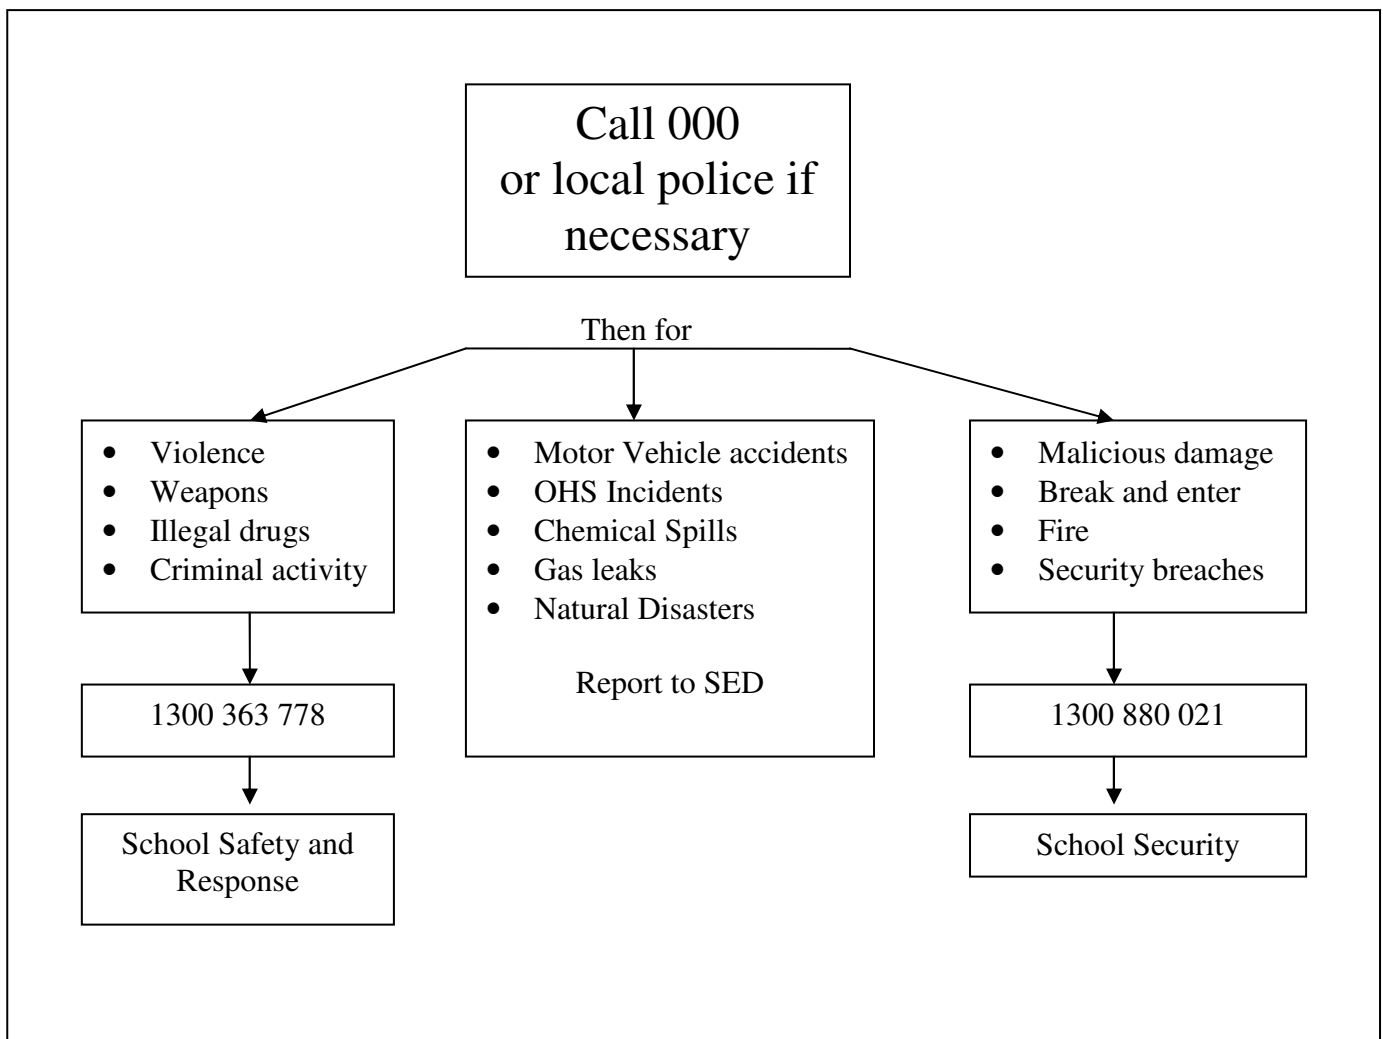 Call 000
or local police if
necessary
Then for
• Violence
• Weapons
• Illegal drugs
• Criminal activity
1300 363 778
School Safety and
Response
• Motor Vehicle accidents
• OHS Incidents
• Chemical Spills
• Gas leaks
• Natural Disasters
Report to SED
• Malicious damage
• Break and enter
• Fire
• Security breaches
1300 880 021
School Security